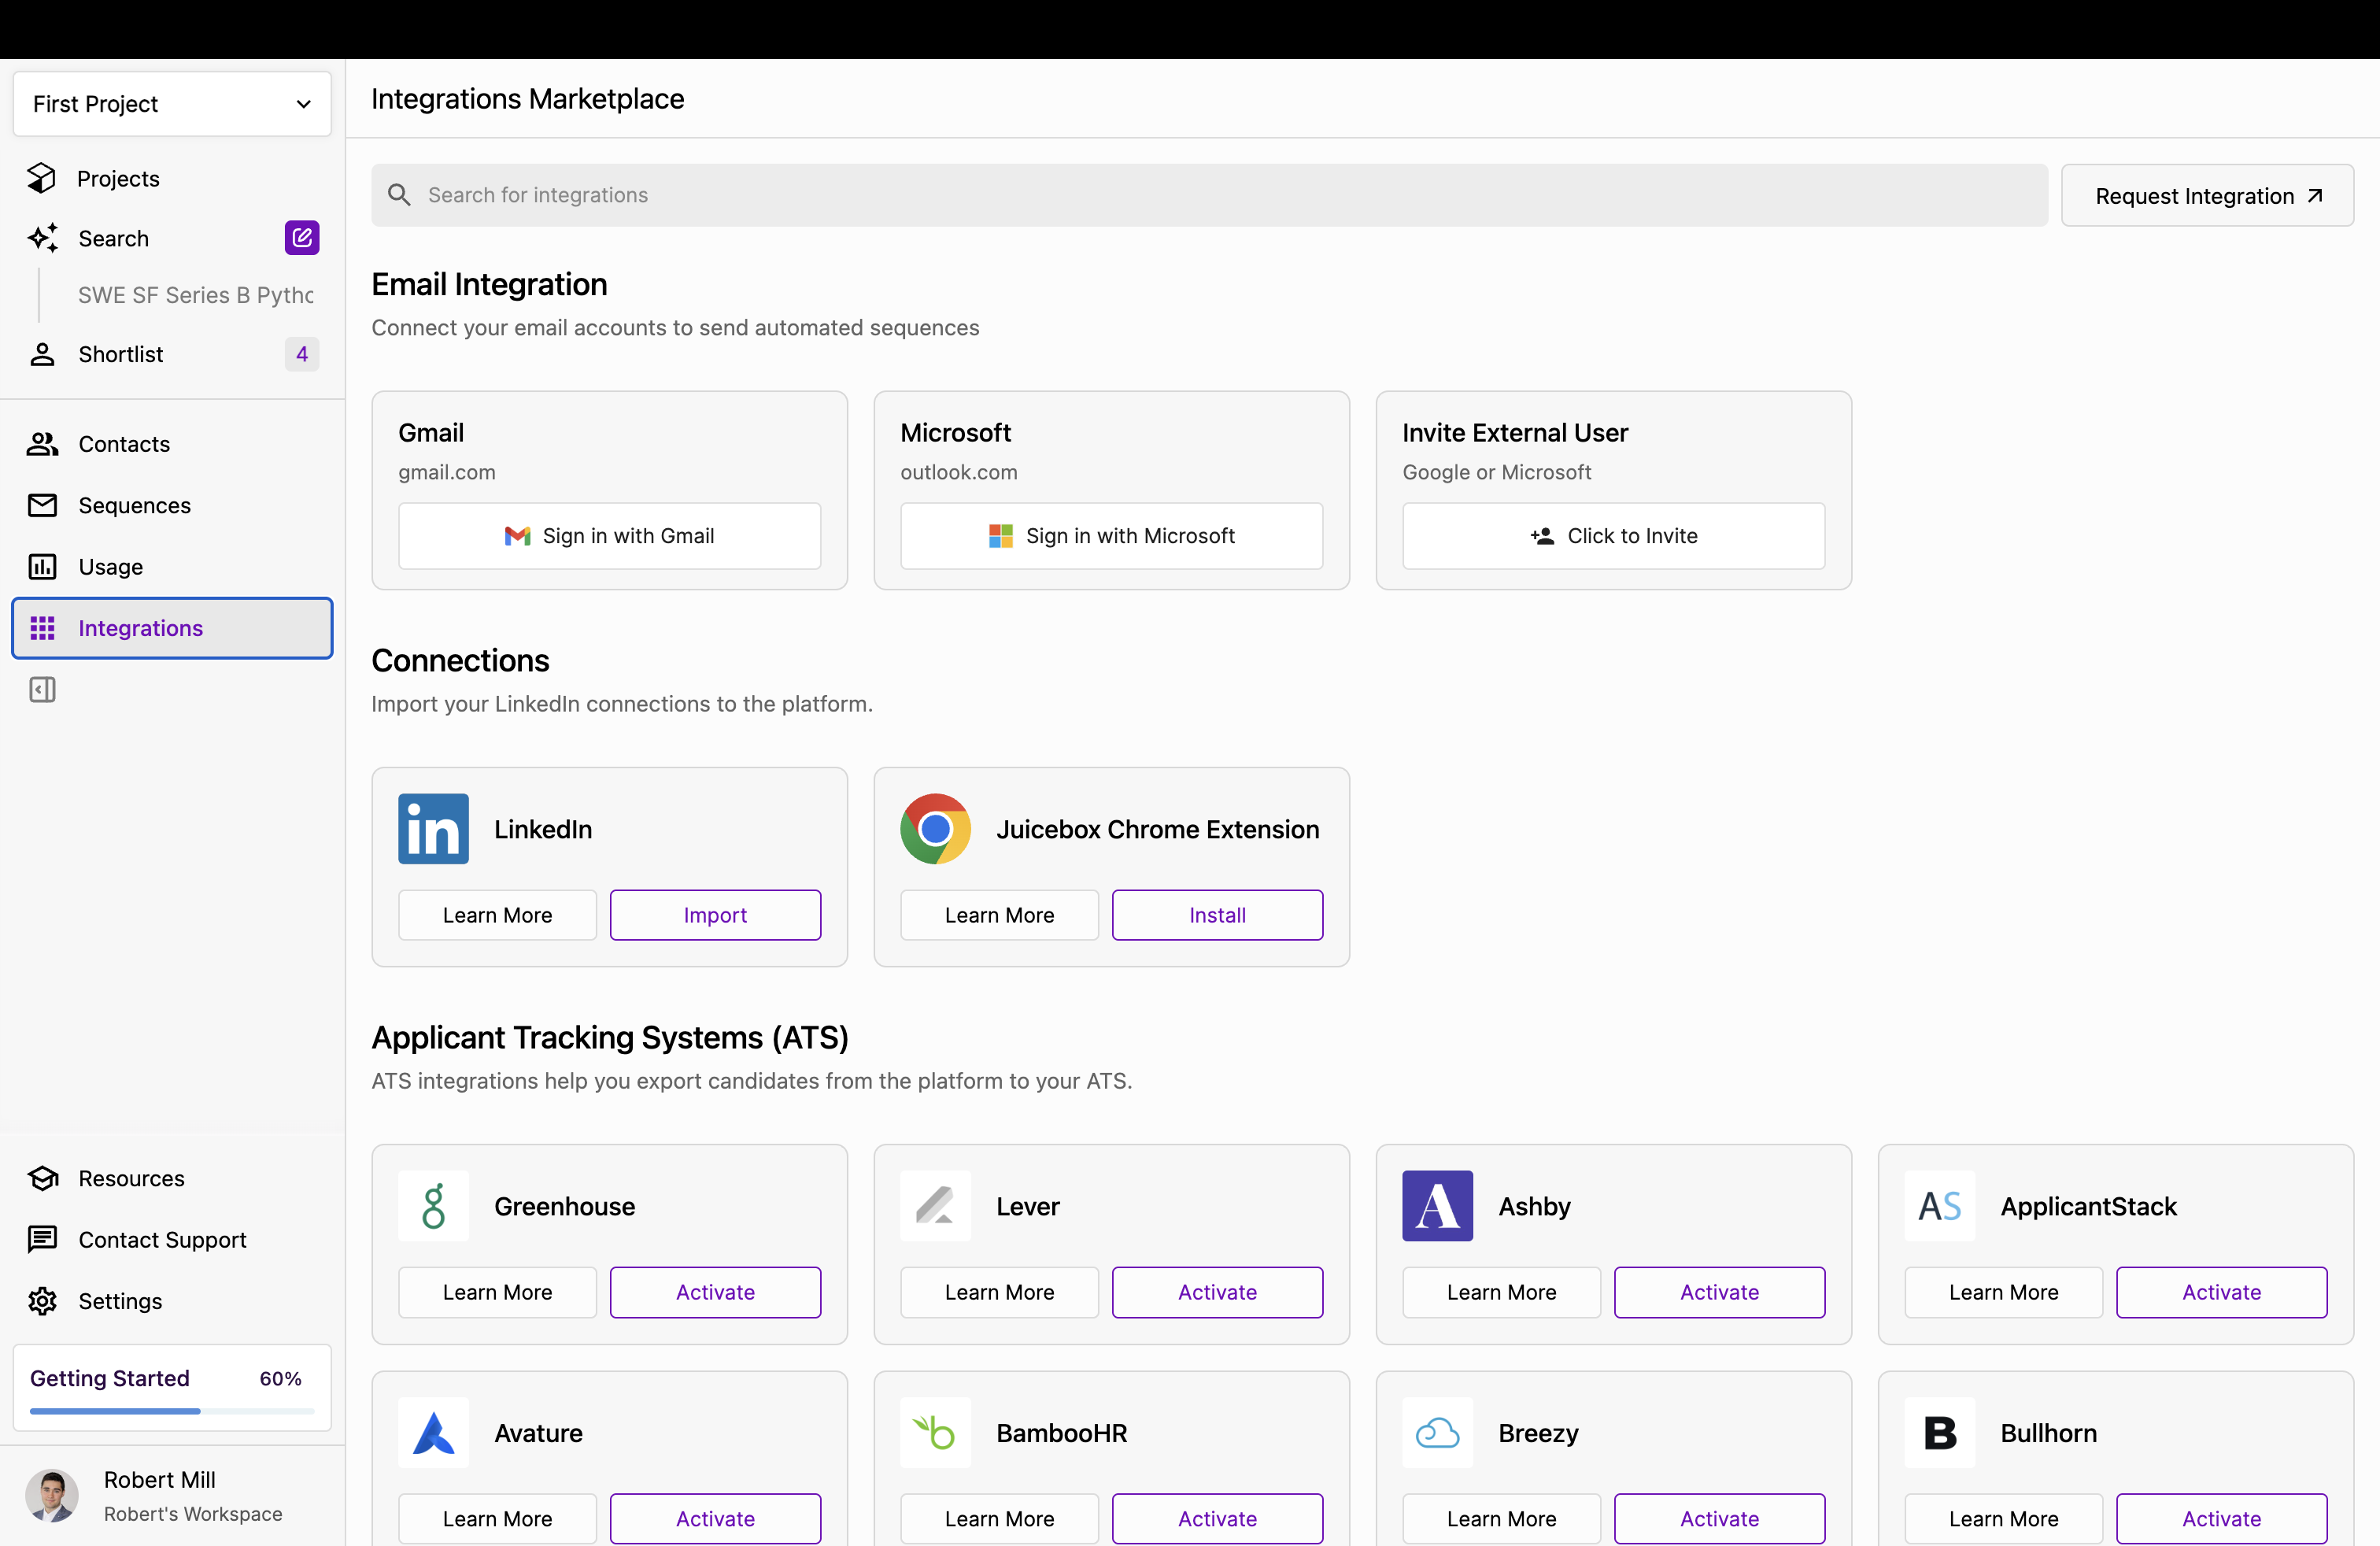 First Project
Projects
Search
SWE SF Series B Pytho
Shortlist
4
Contacts
Sequences
Usage
Integrations
Resources
Contact Support
Settings
Getting Started 60%
Robert Mill
Robert's Workspace
Integrations Marketplace
Search for integrations
Request Integration
Email Integration
Connect your email accounts to send automated sequences
Gmail
gmail.com
Sign in with Gmail
Microsoft
outlook.com
Sign in with Microsoft
Invite External User
Google or Microsoft
Click to Invite
Connections
Import your LinkedIn connections to the platform.
in
LinkedIn
Learn More Import
Juicebox Chrome Extension
Learn More Install
Applicant Tracking Systems (ATS)
ATS integrations help you export candidates from the platform to your ATS.
Greenhouse
Learn More Activate
Lever
Learn More Activate
A
Ashby
Learn More Activate
AS
ApplicantStack
Learn More Activate
Avature
Learn More Activate
b
BambooHR
Learn More Activate
Breezy
Learn More Activate
B
Bullhorn
Learn More Activate